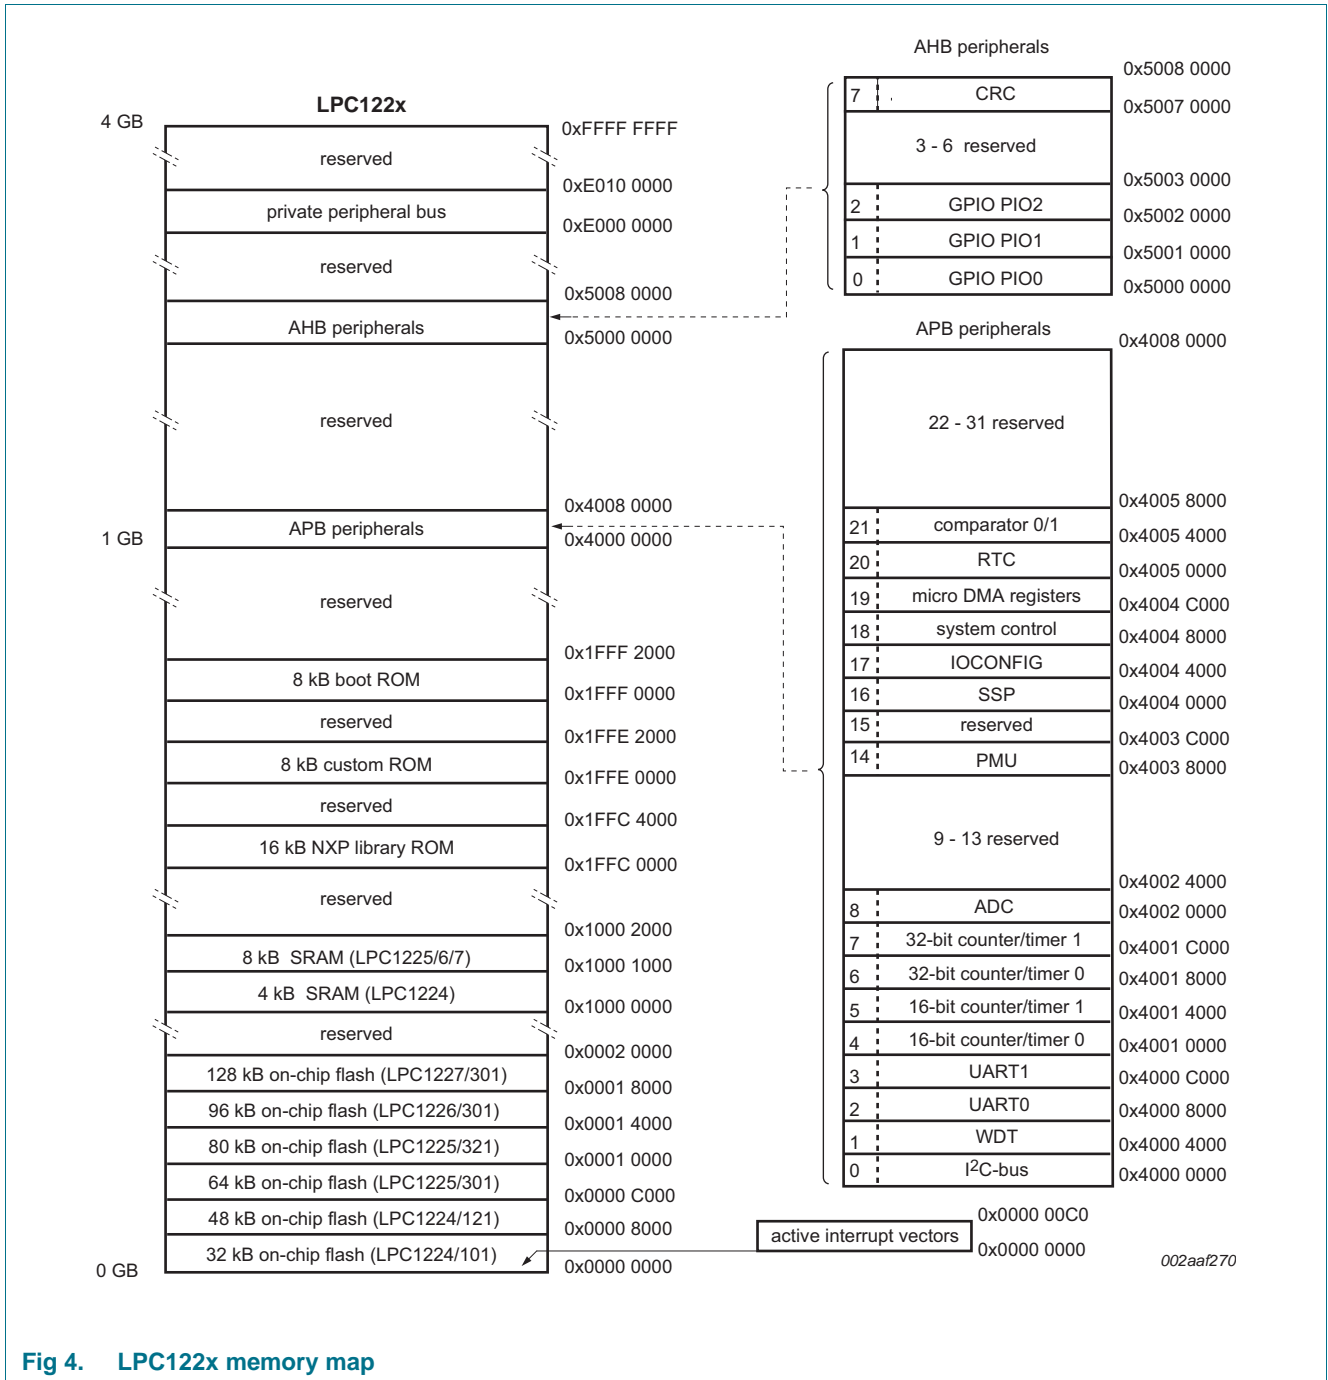 LPC122x
4 GB
0xFFFF FFFF
reserved
0xE010 0000
private peripheral bus
0xE000 0000
reserved
0x5008 0000
AHB peripherals
0x5000 0000
reserved
0x4008 0000
APB peripherals
1 GB
0x4000 0000
reserved
0x1FFF 2000
8 kB boot ROM
0x1FFF 0000
reserved
0x1FFE 2000
8 kB custom ROM
0x1FFE 0000
reserved
0x1FFC 4000
16 kB NXP library ROM
0x1FFC 0000
reserved
0x1000 2000
8 kB SRAM (LPC1225/6/7)
0x1000 1000
4 kB SRAM (LPC1224)
0x1000 0000
reserved
0x0002 0000
128 kB on-chip flash (LPC1227/301)
0x0001 8000
96 kB on-chip flash (LPC1226/301)
0x0001 4000
80 kB on-chip flash (LPC1225/321)
0x0001 0000
64 kB on-chip flash (LPC1225/301)
0x0000 C000
48 kB on-chip flash (LPC1224/121)
0x0000 8000
32 kB on-chip flash (LPC1224/101)
0 GB
0x0000 0000
AHB peripherals
0x5008 0000
7 CRC
0x5007 0000
3 - 6 reserved
0x5003 0000
2 GPIO PIO2
0x5002 0000
1 GPIO PIO1
0x5001 0000
0 GPIO PIO0
0x5000 0000
APB peripherals
0x4008 0000
22 - 31 reserved
0x4005 8000
21 comparator 0/1
0x4005 4000
20 RTC
0x4005 0000
19 micro DMA registers
0x4004 C000
18 system control
0x4004 8000
17 IOCONFIG
0x4004 4000
16 SSP
0x4004 0000
15 reserved
0x4003 C000
14 PMU
0x4003 8000
9 - 13 reserved
0x4002 4000
8 ADC
0x4002 0000
7 32-bit counter/timer 1
0x4001 C000
6 32-bit counter/timer 0
0x4001 8000
5 16-bit counter/timer 1
0x4001 4000
4 16-bit counter/timer 0
0x4001 0000
3 UART1
0x4000 C000
2 UART0
0x4000 8000
1 WDT
0x4000 4000
0 I2C-bus
0x4000 0000
0x0000 00C0
active interrupt vectors
0x0000 0000
002aaf270
Fig 4. LPC122x memory map